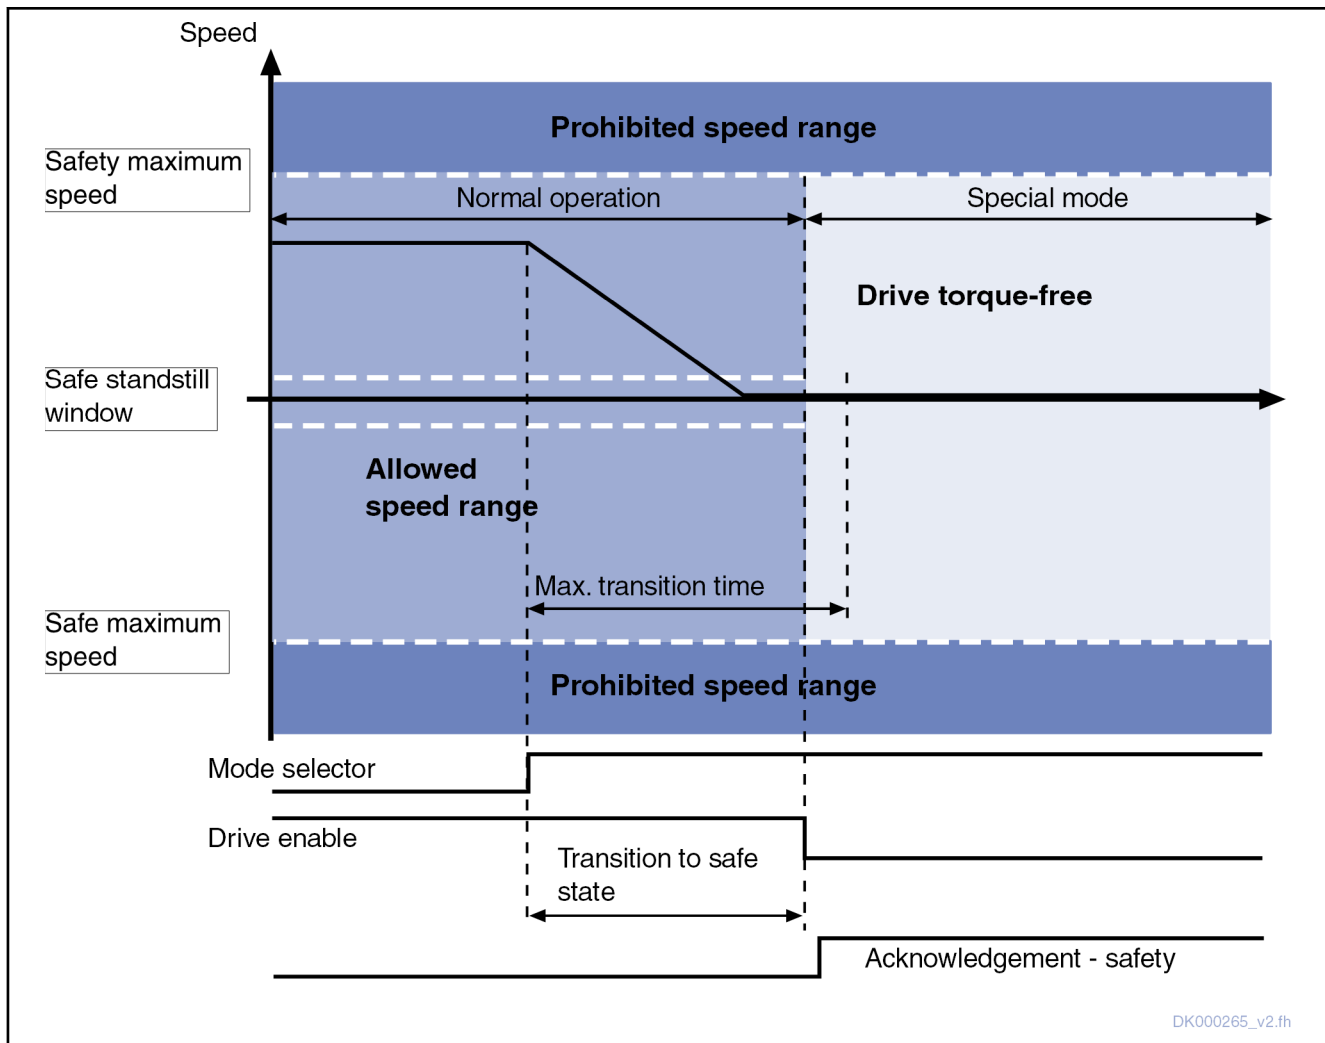 Speed
Prohibited speed range
Safety maximum
speed
Normal operation
Special mode
Drive torque-free
Safe standstill
window
Allowed
speed range
Max. transition time
Safe maximum
speed
Prohibited speed range
Mode selector
Drive enable
Transition to safe
state
Acknowledgement - safety
DK000265_v2.fh